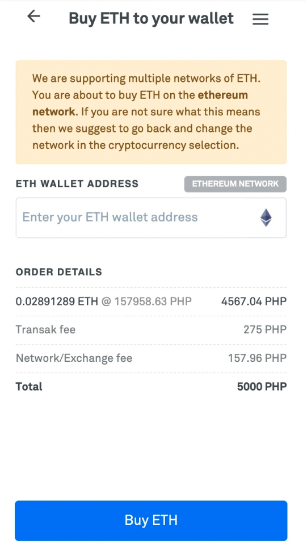 Buy ETH to your wallet
We are supporting multiple networks of ETH.
You are about to buy ETH on the ethereum
network. If you are not sure what this means
then we suggest to go back and change the
network in the cryptocurrency selection.
ETH WALLET ADDRESS ETHEREUM NETWORK
Enter your ETH wallet address
ORDER DETAILS
0.02891289 ETH @ 157958.63 PHP 4567.04 PHP
Transak fee 275 PHP
Network/Exchange fee 157.96 PHP
Total 5000 PHP
Buy ETH